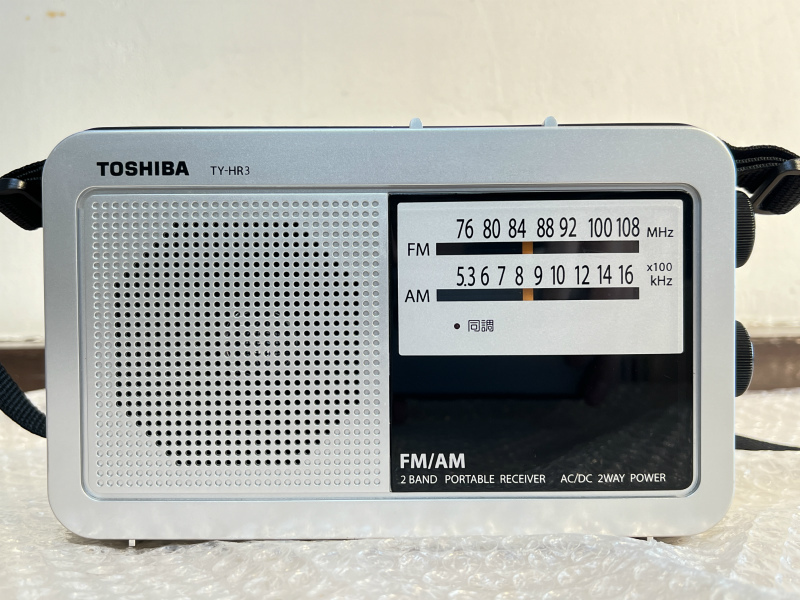 TOSHIBA TY-HR3
76 80 84 88 92 100 108 MHz
FM
5.3 6 7 8 9 10 12 14 16 x100 kHz
AM
• 同調
FM/AM
2 BAND PORTABLE RECEIVER AC/DC 2WAY POWER